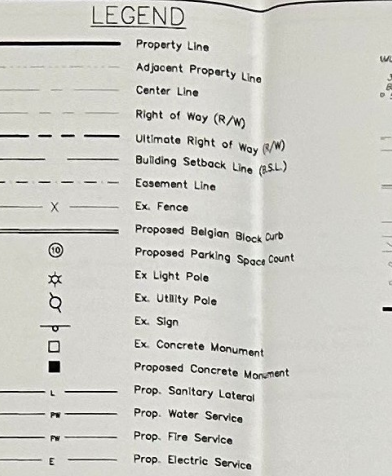 LEGEND
Property Line
Adjacent Property Line
Center Line
Right of Way (R/W)
Ultimate Right of Way (R/W)
Building Setback Line (B.S.L.)
Easement Line
X Ex. Fence
Proposed Belgian Block Curb
10 Proposed Parking Space Count
Ex Light Pole
Ex. Utility Pole
Ex. Sign
Ex. Concrete Monument
Proposed Concrete Monument
L Prop. Sanitary Lateral
PW Prop. Water Service
PW Prop. Fire Service
E Prop. Electric Service